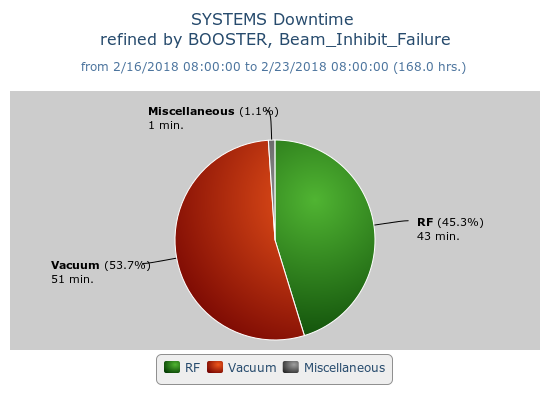 SYSTEMS Downtime
refined by BOOSTER, Beam_Inhibit_Failure
from 2/16/2018 08:00:00 to 2/23/2018 08:00:00 (168.0 hrs.)
Miscellaneous (1.1%)
1 min.
RF (45.3%)
43 min.
Vacuum (53.7%)
51 min.
RF Vacuum Miscellaneous